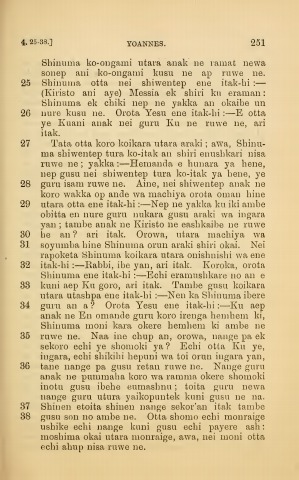 4. 25-38.] YOANNES. 251
Shinuma ko-ongami utara anak ne ramat newa
sonep ani ko-ongami kusu ne ap ruwe ne.
25 Shinuma otta nei shiwentep ene itak-hi :—
(Kiristo ani aye) Messia ek shiri ku eraman :
Shinuma ek chiki nep ne yakka an okaibe un
26 nure kusu ne. Orota Yesu ene itak-hi :—E otta
ye Kuani anak nei guru Ku ne ruwe ne, ari
itak.
27 Tata otta koro koikara utara araki ; awa, Shinu-
ma shiwentep tura ko-itak an shiri enushkari nisa
ruwe ne ; yakka :—Hemanda e hunara ya hene,
nep gusu nei shiwentep tura ko-itak ya hene, ye
28 guru isam ruwe ne. Aine, nei shiwentep anak ne
koro wakka op ande wa machiya orota oman hine
29 utara otta ene itak-hi :—Nep ne yakka ku iki ambe
obitta en nure guru nukara gusu araki wa ingara
yan ; tambe anak ne Kiristo ne eashkaibe ne ruwe
30 he an? ari itak. Orowa, utara machiya wa
31 soyumba hine Shinuma orun araki shiri okai. Nei
rapoketa Shinuma koikara utara onishnishi wa ene
32 itak-hi :—Rabbi, ibe yan, ari itak. Koroka, orota
Shinuma ene itak-hi :—Echi eramushkare no an e
33 kuni aep Ku goro, ari itak. Tambe gusu koikara
utara utashpa ene itak-hi :—Nen ka Shinuma ibere
34 guru an a? Orota Yesu ene itak-hi :—Ku aep
anak ne En omande guru koro irenga hembem ki,
Shinuma moni kara okere hembem ki ambe ne
35 ruwe ne. Naa ine chup an, orowa, nange pa ek
sekoro echi ye shomoki ya? Echi otta Ku ye,
ingara, echi shikihi hepuni wa toi orun ingara yan,
36 tane nange pa gusu retan ruwe ne. Nange guru
anak ne pummaha koro wa ramma okere shomoki
inotu gusu ibehe eumashnu ; toita guru newa
nange guru utura yaikopuntek kuni gusu ne na.
37 Shinen etoita shinen nange sekor'an itak tambe
38 gusu son no ambe ne. Otta shomo echi monraige
ushike echi nange kuni gusu echi payere ash :
moshima okai utara monraige, awa, nei moni otta
echi ahup nisa ruwe ne.